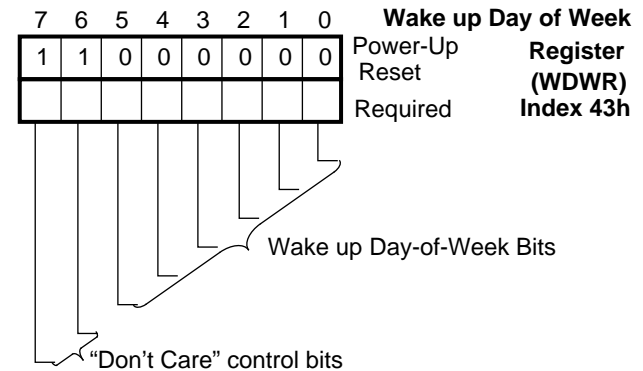 7 6 5 4 3 2 1 0
Wake up Day of Week
Register
(WDWR)
Index 43h
1 1 0 0 0 0 0 0
Power-Up
Reset
Required
Wake up Day-of-Week Bits
“Don’t Care” control bits